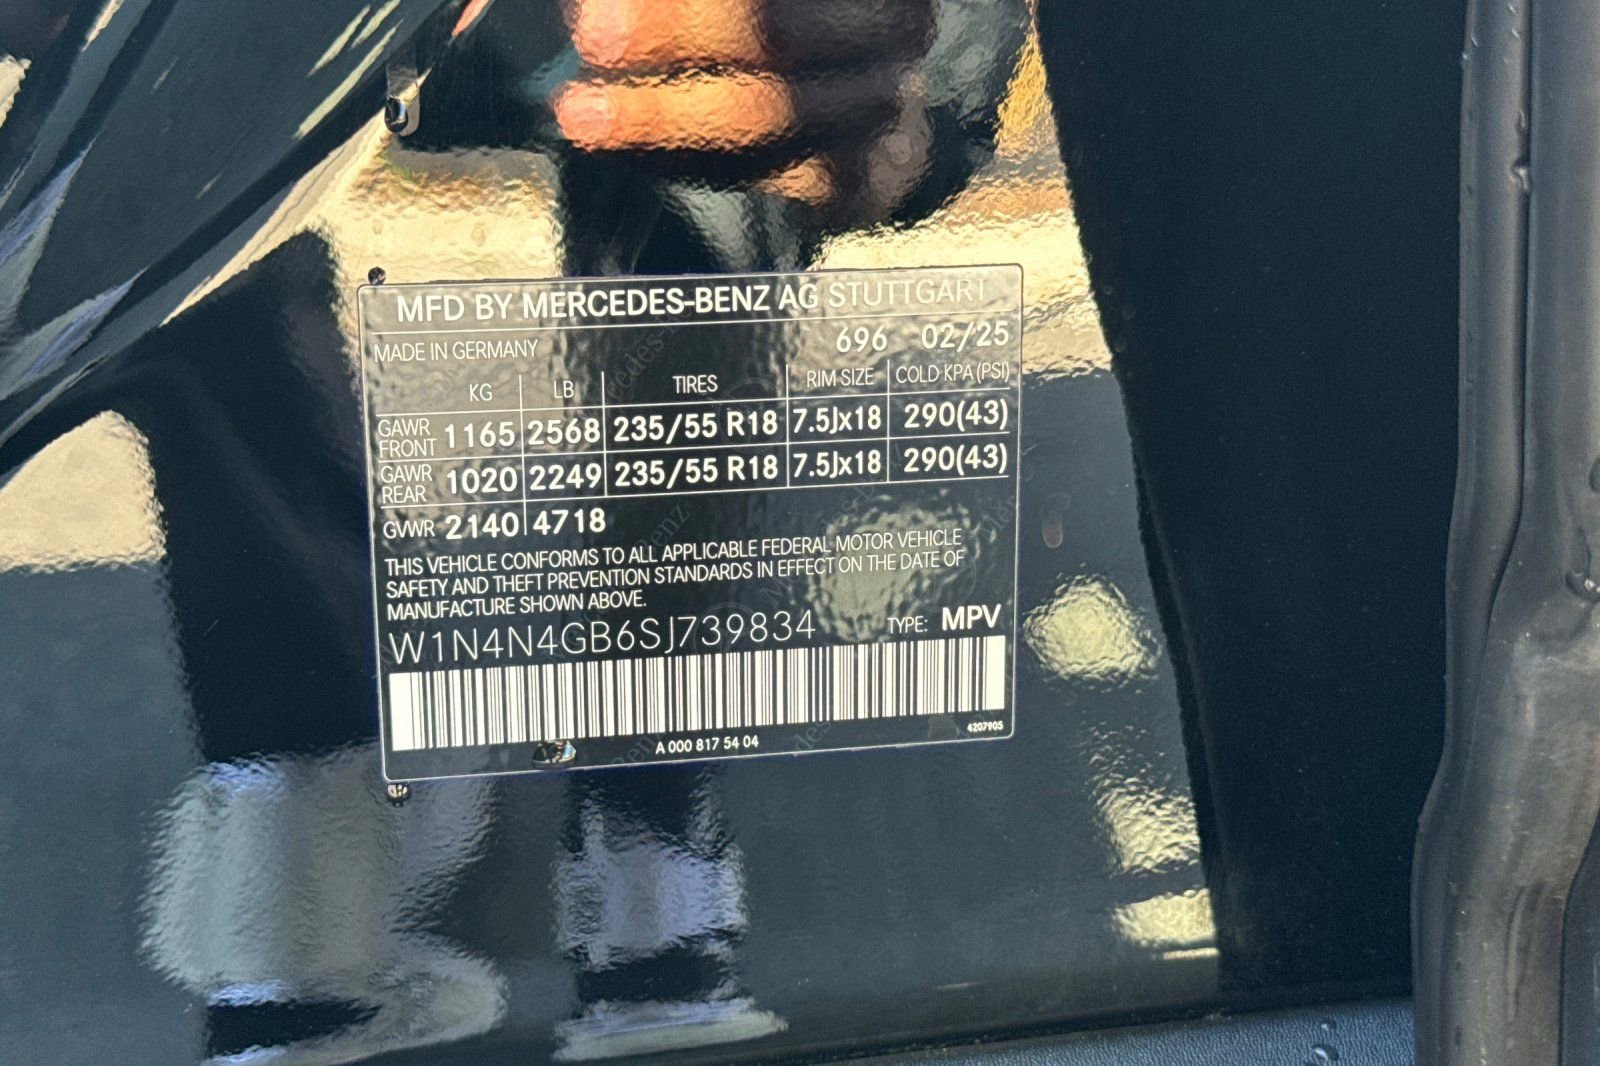 MFD BY MERCEDES-BENZ AG STUTTGART
MADE IN GERMANY 696 02/25
KG LB TIRES RIM SIZE COLD KPA (PSI)
GAWR FRONT 1165 2568 235/55 R18 7.5Jx18 290(43)
GAWR REAR 1020 2249 235/55 R18 7.5Jx18 290(43)
GVWR 2140 4718
THIS VEHICLE CONFORMS TO ALL APPLICABLE FEDERAL MOTOR VEHICLE
SAFETY AND THEFT PREVENTION STANDARDS IN EFFECT ON THE DATE OF
MANUFACTURE SHOWN ABOVE.
W1N4N4GB6SJ739834 TYPE: MPV
4207905
A 000 817 54 04